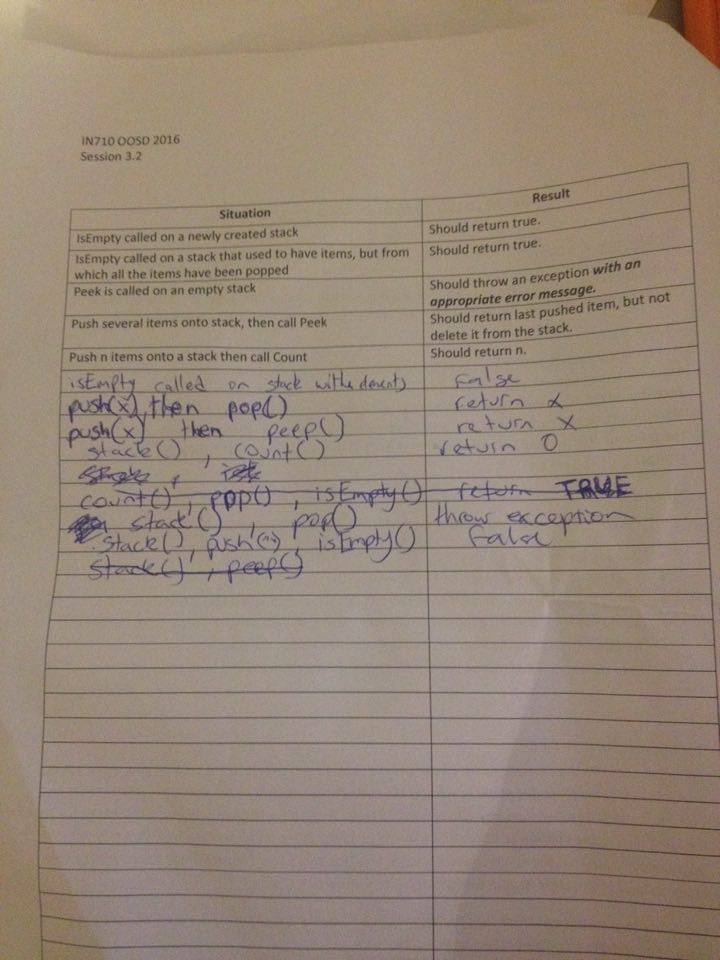 IN710 OOSD 2016
Session 3.2
Situation Result
IsEmpty called on a newly created stack Should return true.
IsEmpty called on a stack that used to have items, but from Should return true.
which all the items have been popped
Peek is called on an empty stack Should throw an exception with an
appropriate error message.
Push several items onto stack, then call Peek Should return last pushed item, but not
delete it from the stack.
Push n items onto a stack then call Count Should return n.
isEmpty called on stack with elements False
push(x), then pop() return x
push(x) then peep() return x
stack() , count() return 0
count() , pop() , isEmpty() return TRUE
stack() , pop() throw exception
stack(), push(), isEmpty() False
stack() , peep()